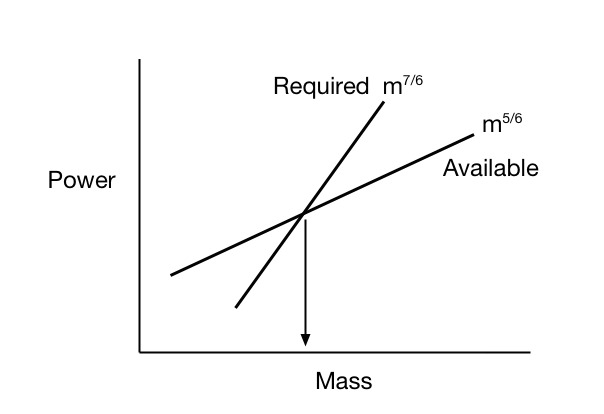 Required m^7/6
m^5/6
Available
Power
Mass